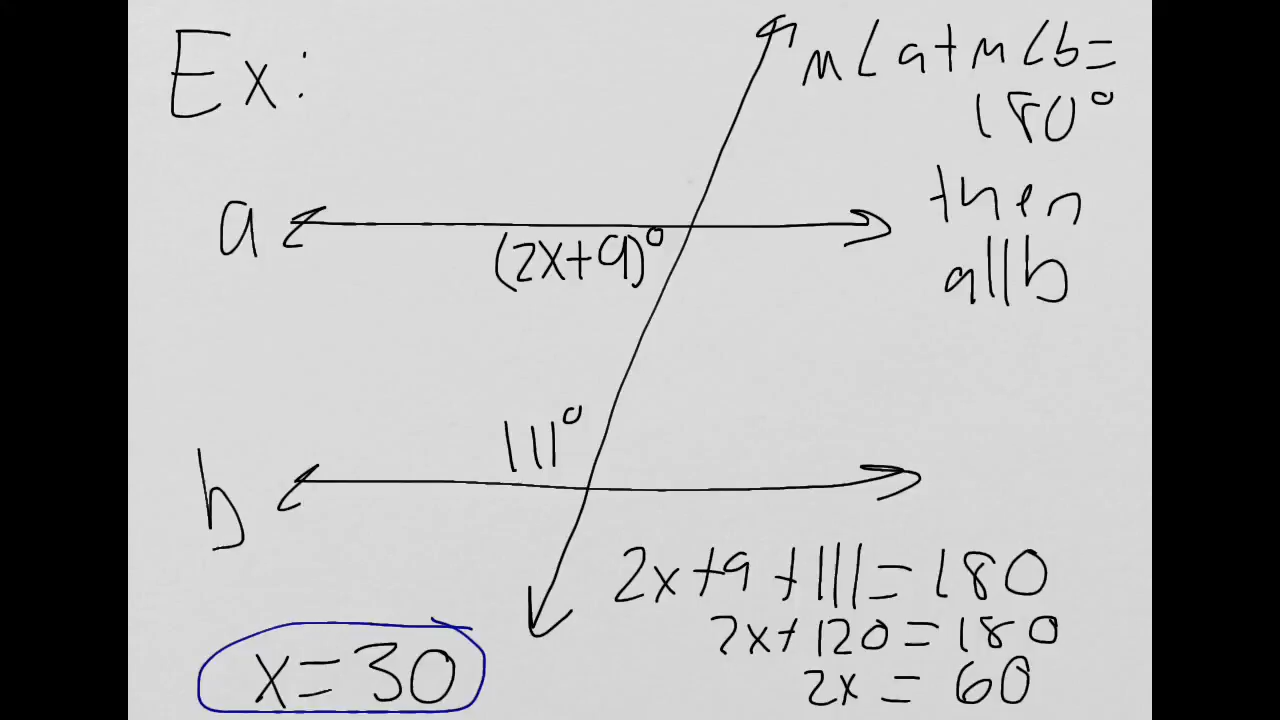 Ex:
m∠a+m∠b=
180°
then
a||b
a
(2x+9)°
111°
b
2x+9+111=180
2x+120=180
2x=60
x=30